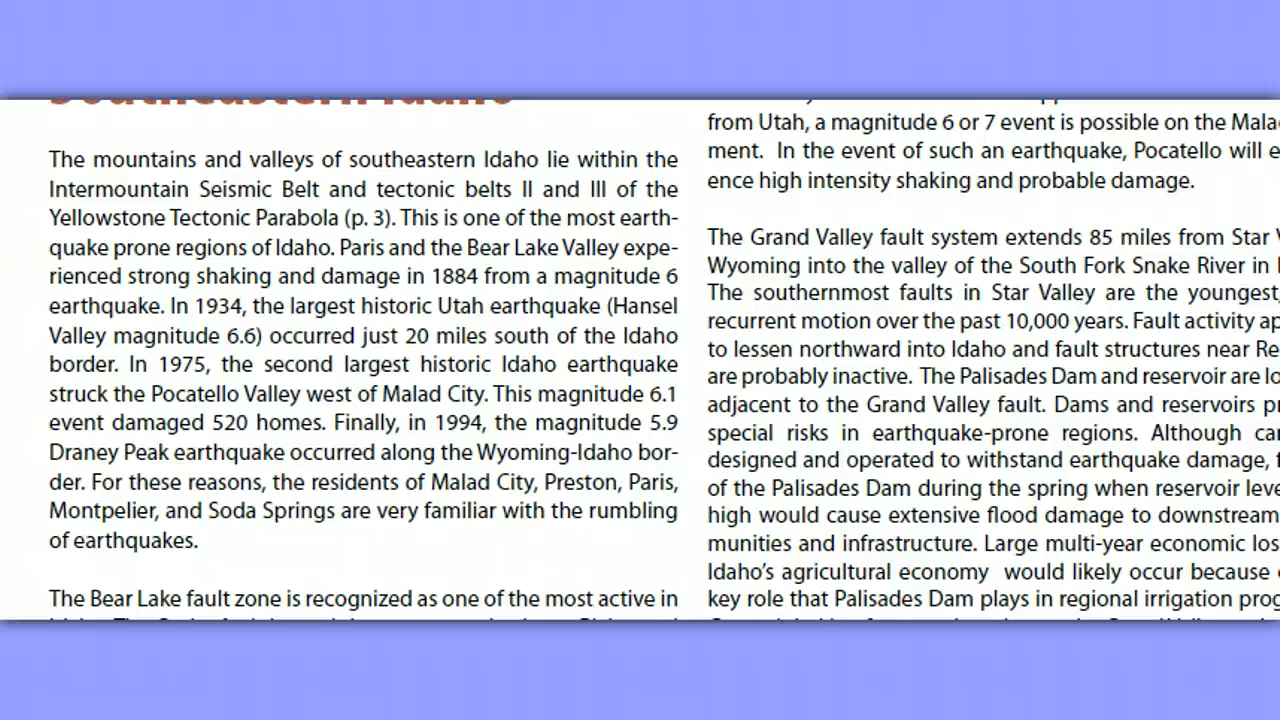 Southeastern Idaho
The mountains and valleys of southeastern Idaho lie within the
Intermountain Seismic Belt and tectonic belts II and III of the
Yellowstone Tectonic Parabola (p. 3). This is one of the most earth-
quake prone regions of Idaho. Paris and the Bear Lake Valley expe-
rienced strong shaking and damage in 1884 from a magnitude 6
earthquake. In 1934, the largest historic Utah earthquake (Hansel
Valley magnitude 6.6) occurred just 20 miles south of the Idaho
border. In 1975, the second largest historic Idaho earthquake
struck the Pocatello Valley west of Malad City. This magnitude 6.1
event damaged 520 homes. Finally, in 1994, the magnitude 5.9
Draney Peak earthquake occurred along the Wyoming-Idaho bor-
der. For these reasons, the residents of Malad City, Preston, Paris,
Montpelier, and Soda Springs are very familiar with the rumbling
of earthquakes.
The Bear Lake fault zone is recognized as one of the most active in
from Utah, a magnitude 6 or 7 event is possible on the
ment. In the event of such an earthquake, Pocatello will
ence high intensity shaking and probable damage.
The Grand Valley fault system extends 85 miles from Star
Wyoming into the valley of the South Fork Snake River in
The southernmost faults in Star Valley are the youngest,
recurrent motion over the past 10,000 years. Fault activity
to lessen northward into Idaho and fault structures near
are probably inactive. The Palisades Dam and reservoir are
adjacent to the Grand Valley fault. Dams and reservoirs
special risks in earthquake-prone regions. Although
designed and operated to withstand earthquake damage,
of the Palisades Dam during the spring when reservoir
high would cause extensive flood damage to downstream
munities and infrastructure. Large multi-year economic
Idaho's agricultural economy would likely occur because
key role that Palisades Dam plays in regional irrigation